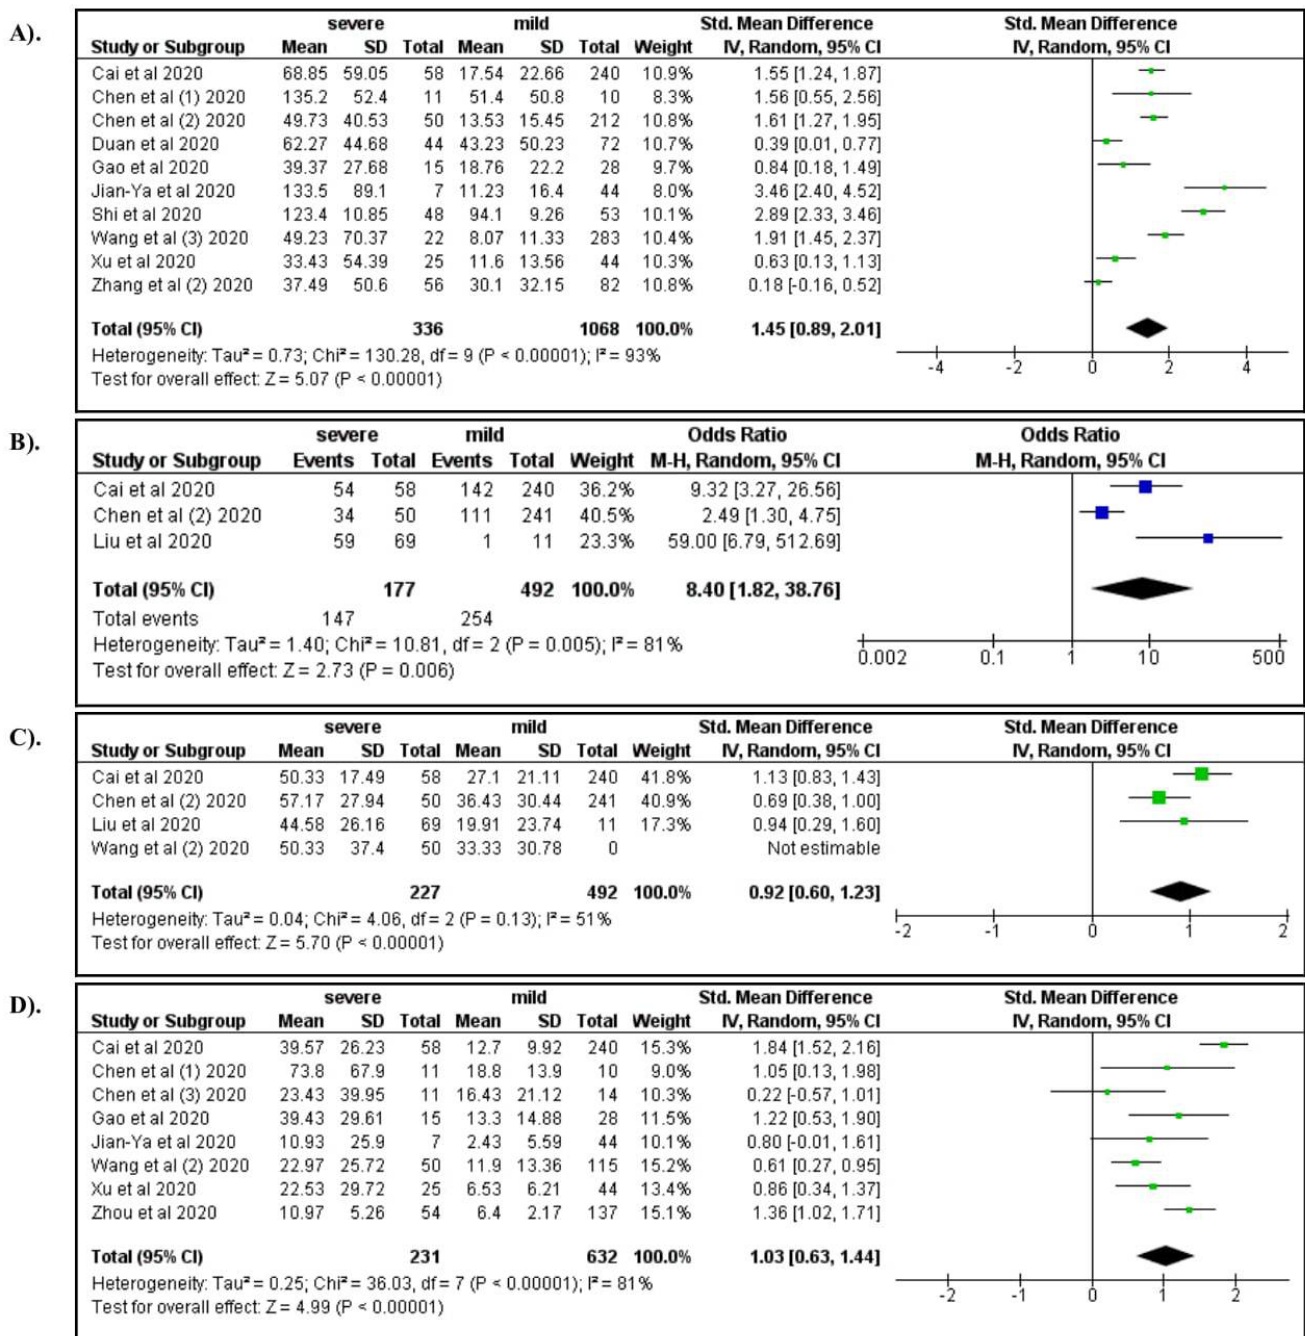 A).
severe mild Std. Mean Difference Std. Mean Difference
Study or Subgroup Mean SD Total Mean SD Total Weight IV, Random, 95% CI IV, Random, 95% CI
Cai et al 2020 68.85 59.05 58 17.54 22.66 240 10.9% 1.55 [1.24, 1.87]
Chen et al (1) 2020 135.2 52.4 11 51.4 50.8 10 8.3% 1.56 [0.55, 2.56]
Chen et al (2) 2020 49.73 40.53 50 13.53 15.45 212 10.8% 1.61 [1.27, 1.95]
Duan et al 2020 62.27 44.68 44 43.23 50.23 72 10.7% 0.39 [0.01, 0.77]
Gao et al 2020 39.37 27.68 15 18.76 22.2 28 9.7% 0.84 [0.18, 1.49]
Jian-Ya et al 2020 133.5 89.1 7 11.23 16.4 44 8.0% 3.46 [2.40, 4.52]
Shi et al 2020 123.4 10.85 48 94.1 9.26 53 10.1% 2.89 [2.33, 3.46]
Wang et al (3) 2020 49.23 70.37 22 8.07 11.33 283 10.4% 1.91 [1.45, 2.37]
Xu et al 2020 33.43 54.39 25 11.6 13.56 44 10.3% 0.63 [0.13, 1.13]
Zhang et al (2) 2020 37.49 50.6 56 30.1 32.15 82 10.8% 0.18 [-0.16, 0.52]
Total (95% CI) 336 1068 100.0% 1.45 [0.89, 2.01]
Heterogeneity: Tau² = 0.73; Chi² = 130.28, df = 9 (P < 0.00001); I² = 93%
Test for overall effect: Z = 5.07 (P < 0.00001)
-4 -2 0 2 4
B).
severe mild Odds Ratio Odds Ratio
Study or Subgroup Events Total Events Total Weight M-H, Random, 95% CI M-H, Random, 95% CI
Cai et al 2020 54 58 142 240 36.2% 9.32 [3.27, 26.56]
Chen et al (2) 2020 34 50 111 241 40.5% 2.49 [1.30, 4.75]
Liu et al 2020 59 69 1 11 23.3% 59.00 [6.79, 512.69]
Total (95% CI) 177 492 100.0% 8.40 [1.82, 38.76]
Total events 147 254
Heterogeneity: Tau² = 1.40; Chi² = 10.81, df = 2 (P = 0.005); I² = 81%
Test for overall effect: Z = 2.73 (P = 0.006)
0.002 0.1 1 10 500
C).
severe mild Std. Mean Difference Std. Mean Difference
Study or Subgroup Mean SD Total Mean SD Total Weight IV, Random, 95% CI IV, Random, 95% CI
Cai et al 2020 50.33 17.49 58 27.1 21.11 240 41.8% 1.13 [0.83, 1.43]
Chen et al (2) 2020 57.17 27.94 50 36.43 30.44 241 40.9% 0.69 [0.38, 1.00]
Liu et al 2020 44.58 26.16 69 19.91 23.74 11 17.3% 0.94 [0.29, 1.60]
Wang et al (2) 2020 50.33 37.4 50 33.33 30.78 0 Not estimable
Total (95% CI) 227 492 100.0% 0.92 [0.60, 1.23]
Heterogeneity: Tau² = 0.04; Chi² = 4.06, df = 2 (P = 0.13); I² = 51%
Test for overall effect: Z = 5.70 (P < 0.00001)
-2 -1 0 1 2
D).
severe mild Std. Mean Difference Std. Mean Difference
Study or Subgroup Mean SD Total Mean SD Total Weight IV, Random, 95% CI IV, Random, 95% CI
Cai et al 2020 39.57 26.23 58 12.7 9.92 240 15.3% 1.84 [1.52, 2.16]
Chen et al (1) 2020 73.8 67.9 11 18.8 13.9 10 9.0% 1.05 [0.13, 1.98]
Chen et al (3) 2020 23.43 39.95 11 16.43 21.12 14 10.3% 0.22 [-0.57, 1.01]
Gao et al 2020 39.43 29.61 15 13.3 14.88 28 11.5% 1.22 [0.53, 1.90]
Jian-Ya et al 2020 10.93 25.9 7 2.43 5.59 44 10.1% 0.80 [-0.01, 1.61]
Wang et al (2) 2020 22.97 25.72 50 11.9 13.36 115 15.2% 0.61 [0.27, 0.95]
Xu et al 2020 22.53 29.72 25 6.53 6.21 44 13.4% 0.86 [0.34, 1.37]
Zhou et al 2020 10.97 5.26 54 6.4 2.17 137 15.1% 1.36 [1.02, 1.71]
Total (95% CI) 231 632 100.0% 1.03 [0.63, 1.44]
Heterogeneity: Tau² = 0.25; Chi² = 36.03, df = 7 (P < 0.00001); I² = 81%
Test for overall effect: Z = 4.99 (P < 0.00001)
-2 -1 0 1 2